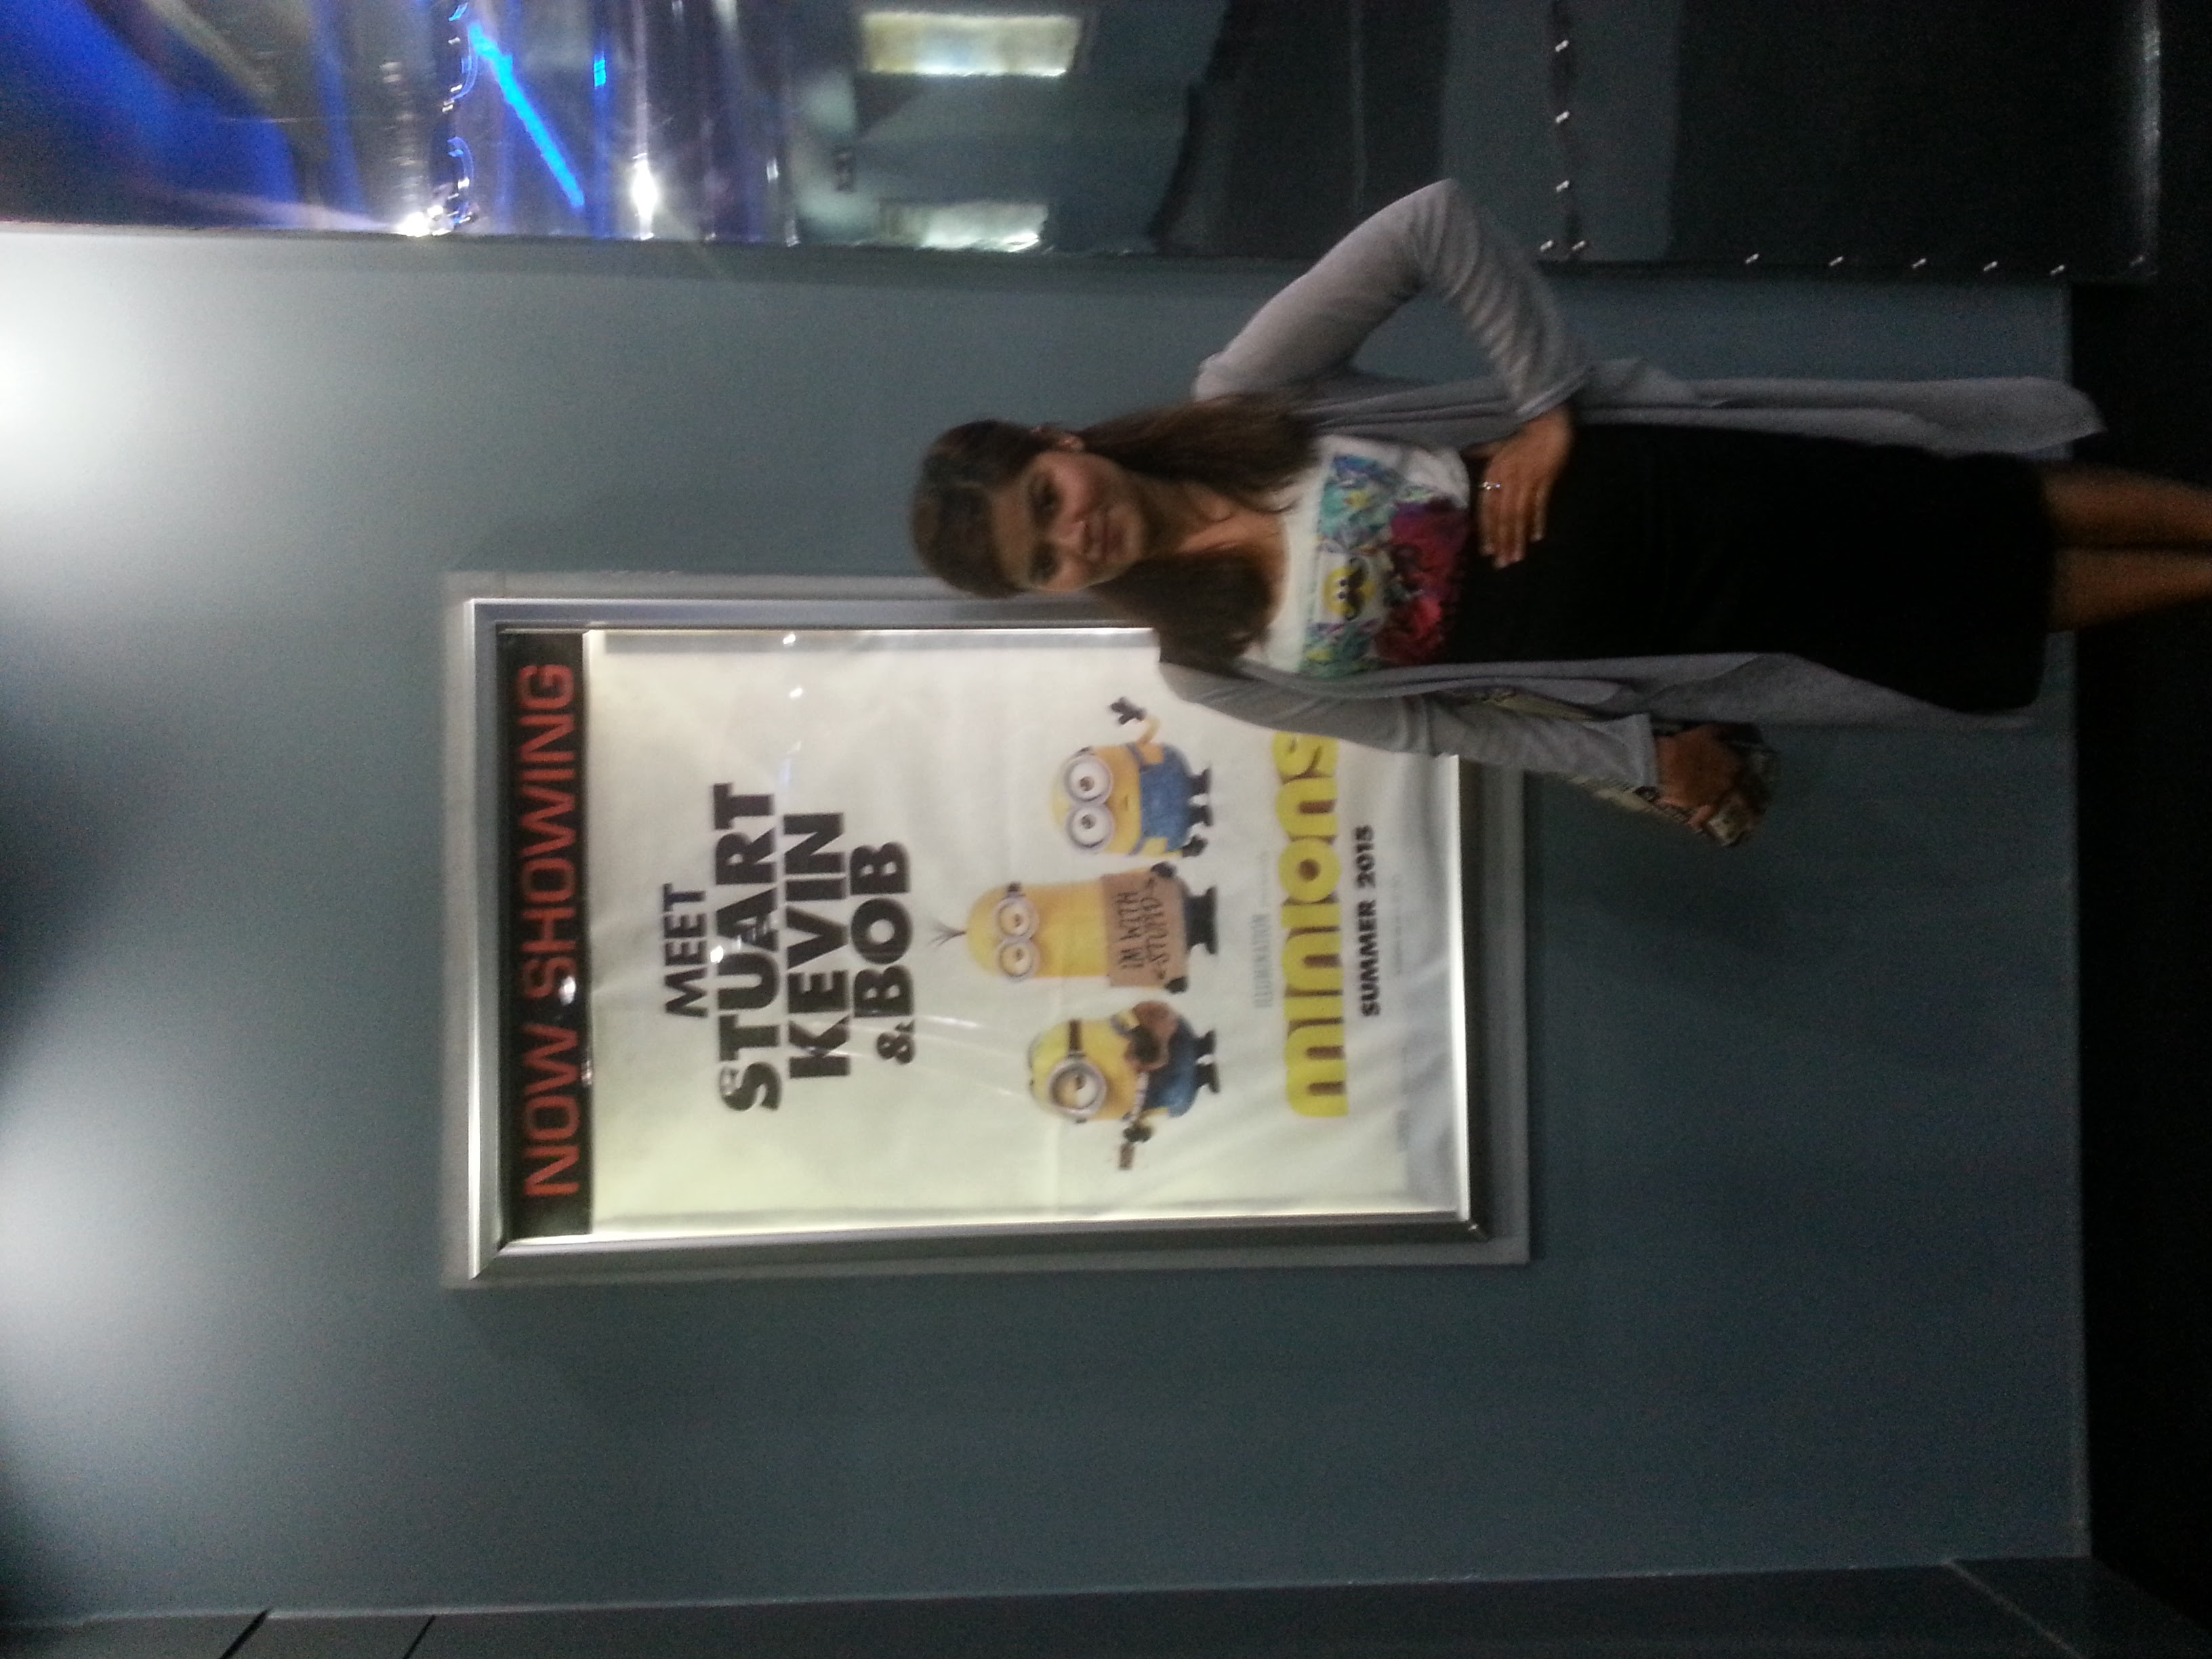 NOW SHOWING
MEET
STUART
KEVIN
& BOB
I'M WITH
STUPID
ILLUMINATION
minions
SUMMER 2015